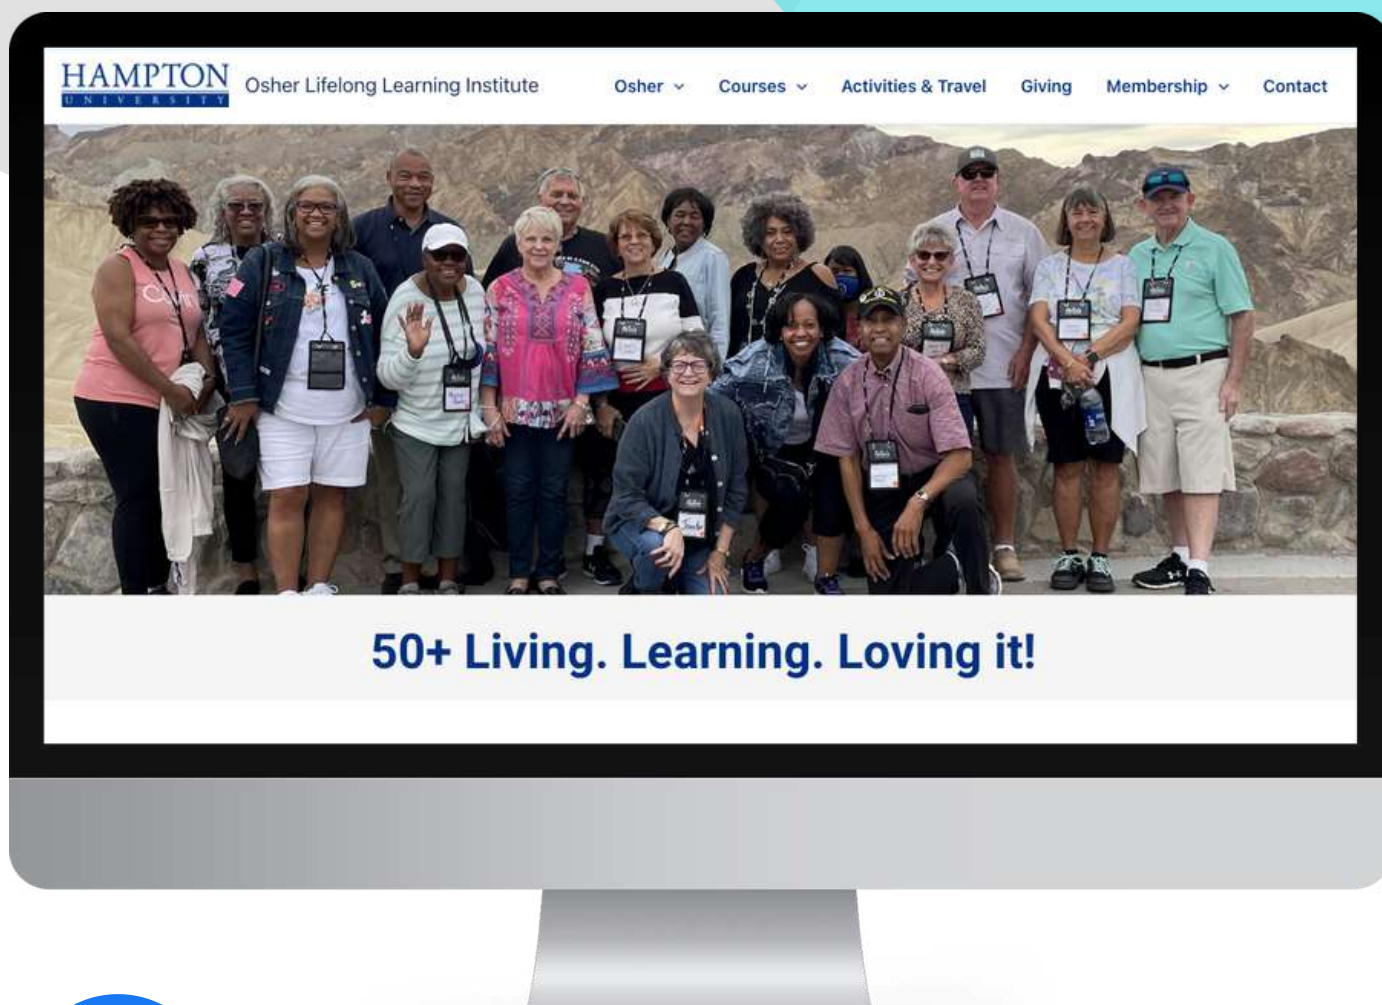 HAMPTON
UNIVERSITY
Osher Lifelong Learning Institute
Osher
Courses
Activities & Travel
Giving
Membership
Contact
50+ Living. Learning. Loving it!